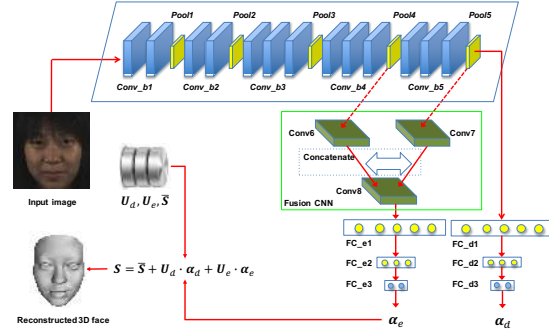 Pool1 Pool2 Pool3 Pool4 Pool5
Conv_b1 Conv_b2 Conv_b3 Conv_b4 Conv_b5
Conv6 Conv7
Concatenate
Conv8
Fusion CNN
Input image
U_d, U_e, S̅
FC_e1 FC_d1
FC_e2 FC_d2
FC_e3 FC_d3
S = S̅ + U_d · α_d + U_e · α_e
Reconstructed 3D face
α_e α_d